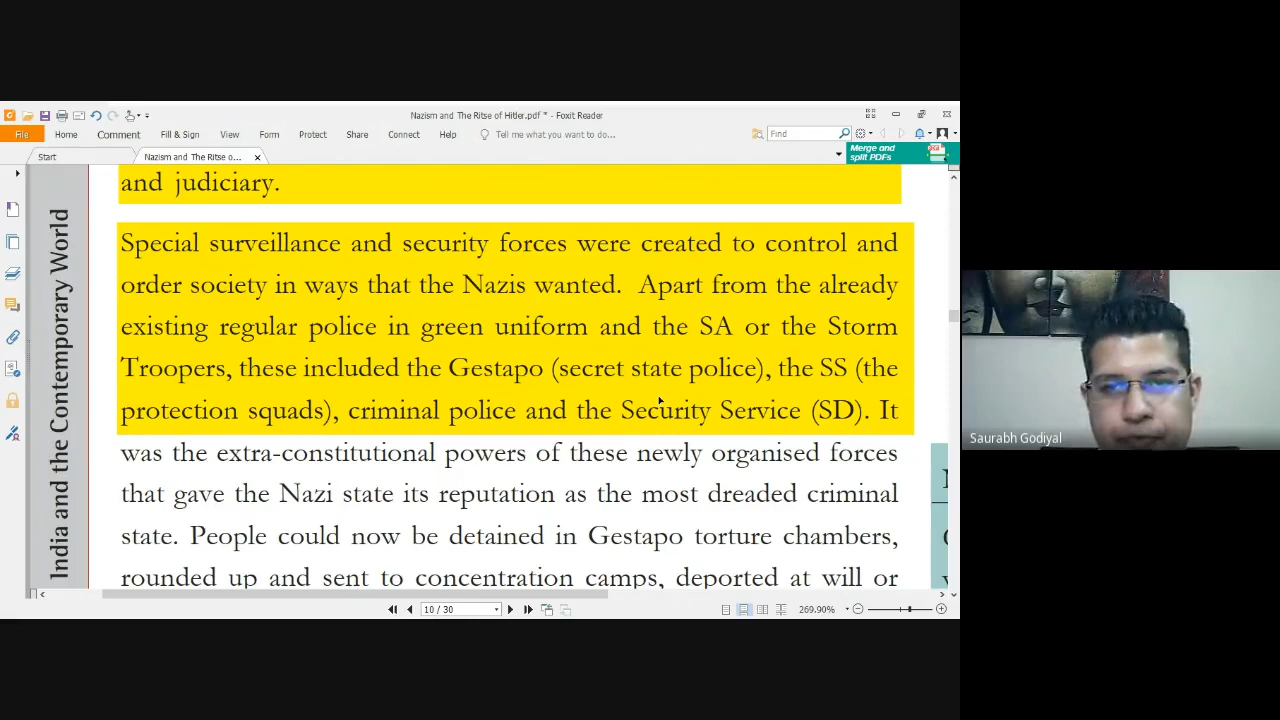 Nazism and The Ritse of Hitler.pdf * - Foxit Reader
File Home Comment Fill & Sign View Form Protect Share Connect Help Tell me what you want to do... Find
Start Nazism and The Ritse o... Merge and
split PDFs
and judiciary.
Special surveillance and security forces were created to control and
order society in ways that the Nazis wanted. Apart from the already
existing regular police in green uniform and the SA or the Storm
Troopers, these included the Gestapo (secret state police), the SS (the
protection squads), criminal police and the Security Service (SD). It
was the extra-constitutional powers of these newly organised forces
that gave the Nazi state its reputation as the most dreaded criminal
state. People could now be detained in Gestapo torture chambers,
rounded up and sent to concentration camps, deported at will or
India and the Contemporary World
10 / 30 269.90%
Saurabh Godiyal